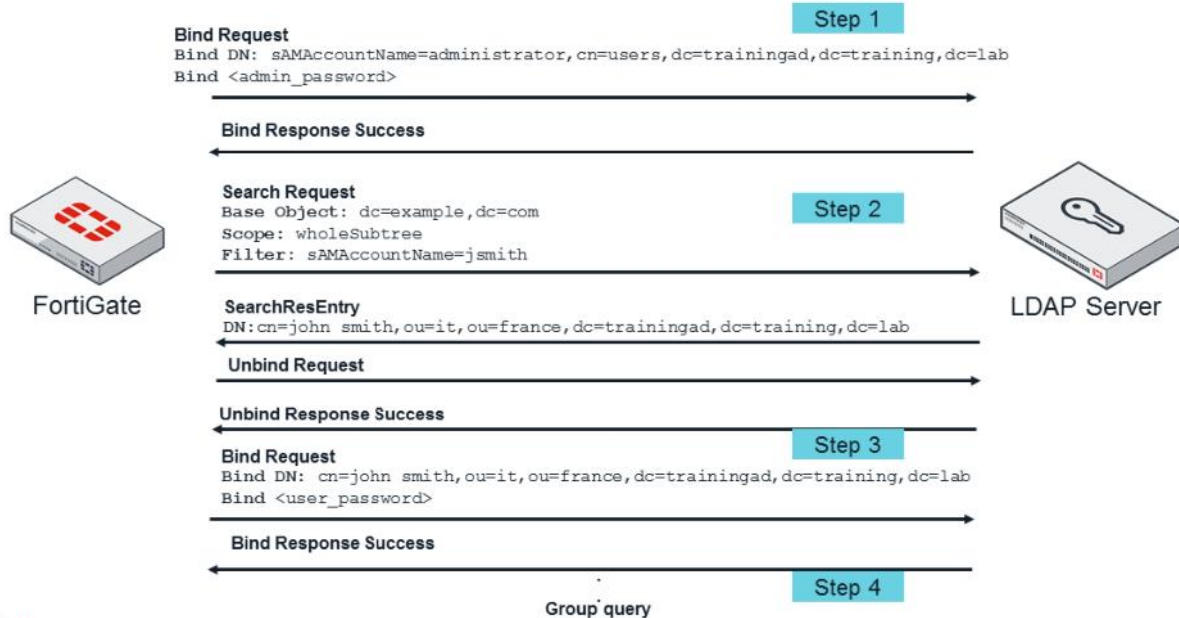 Step 1
Bind Request
Bind DN: sAMAccountName=administrator,cn=users,dc=trainingad,dc=training,dc=lab
Bind <admin_password>
Bind Response Success
Search Request
Base Object: dc=example,dc=com
Step 2
Scope: wholeSubtree
Filter: sAMAccountName=jsmith
FortiGate
LDAP Server
SearchResEntry
DN:cn=john smith,ou=it,ou=france,dc=trainingad,dc=training,dc=lab
Unbind Request
Unbind Response Success
Step 3
Bind Request
Bind DN: cn=john smith,ou=it,ou=france,dc=trainingad,dc=training,dc=lab
Bind <user_password>
Bind Response Success
Step 4
Group query